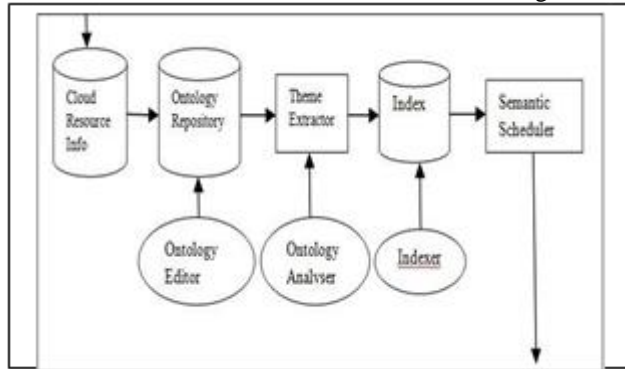 Cloud
Resource
Info
Ontology
Repository
Theme
Extractor
Index
Semantic
Scheduler
Ontology
Editor
Ontology
Analyser
Indexer